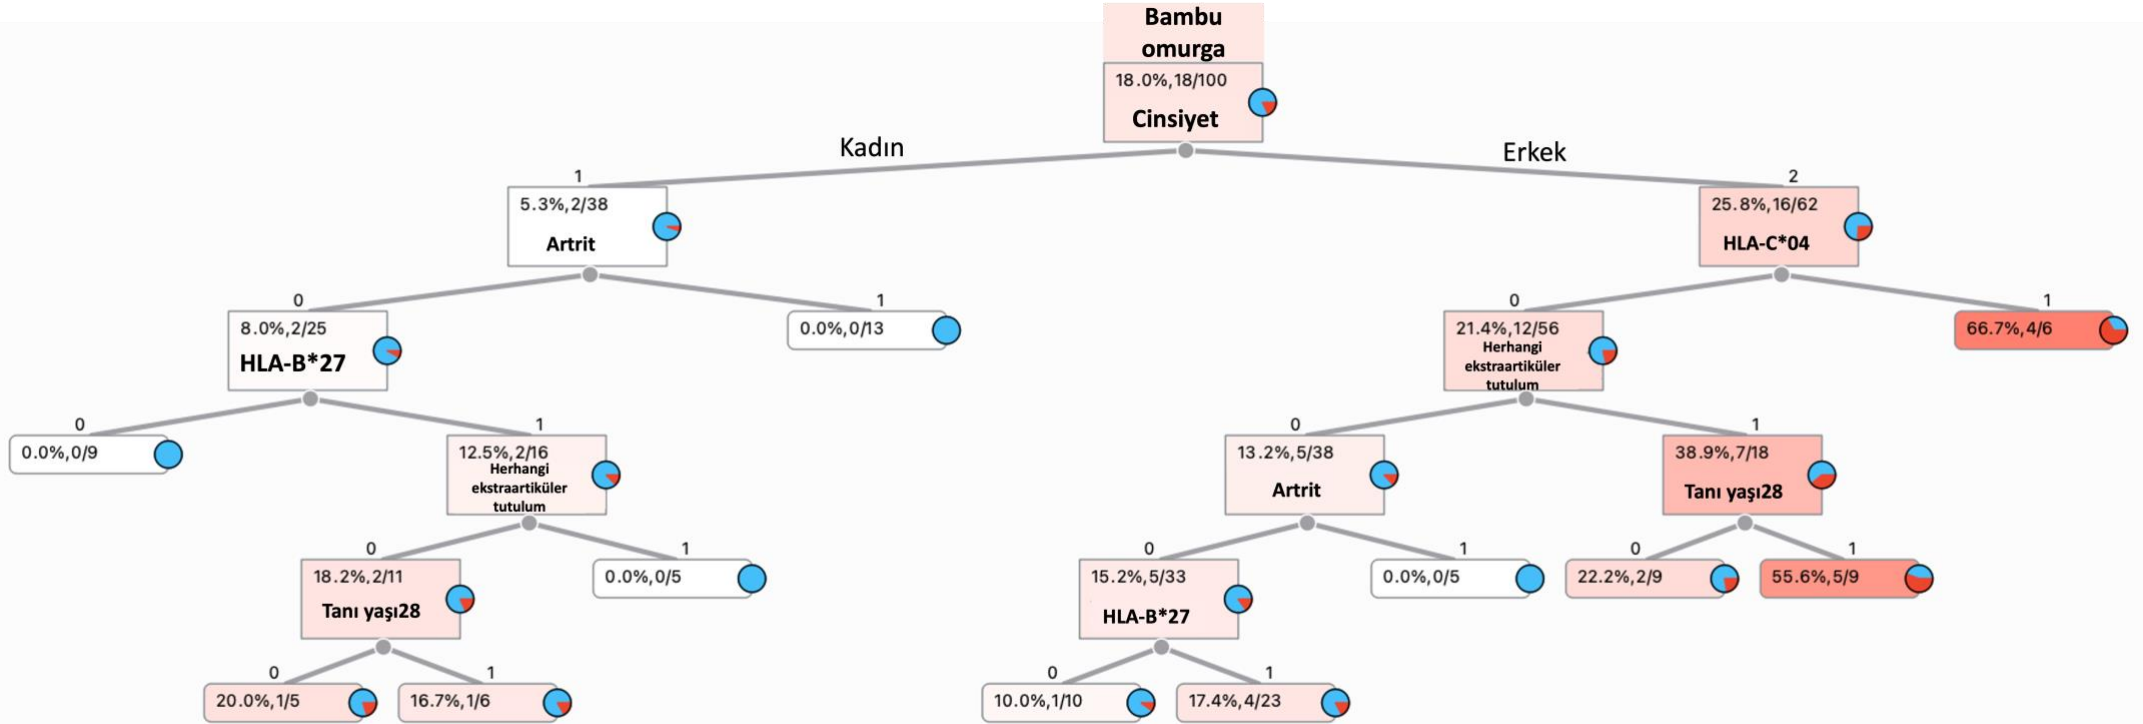 Bambu
omurga
18.0%,18/100
Cinsiyet
Kadın
Erkek
1
2
5.3%,2/38
Artrit
25.8%,16/62
HLA-C*04
0
1
0
1
8.0%,2/25
HLA-B*27
0.0%,0/13
21.4%,12/56
Herhangi
ekstraartiküler
tutulum
66.7%,4/6
0
1
0
1
0.0%,0/9
12.5%,2/16
Herhangi
ekstraartiküler
tutulum
13.2%,5/38
Artrit
38.9%,7/18
Tanı yaşı28
0
1
0
1
0
1
18.2%,2/11
Tanı yaşı28
0.0%,0/5
15.2%,5/33
HLA-B*27
0.0%,0/5
22.2%,2/9
55.6%,5/9
0
1
0
1
20.0%,1/5
16.7%,1/6
10.0%,1/10
17.4%,4/23